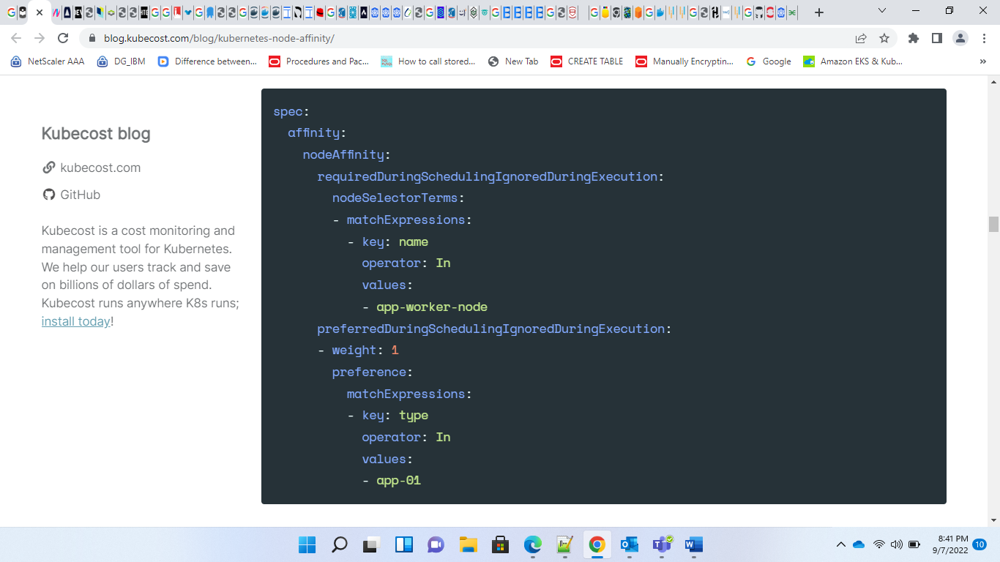 blog.kubecost.com/blog/kubernetes-node-affinity/
NetScaler AAA
DG_IBM
Difference between...
Procedures and Pac...
How to call stored...
New Tab
CREATE TABLE
Manually Encryptin...
Google
Amazon EKS & Kub...
»
Kubecost blog
kubecost.com
GitHub
Kubecost is a cost monitoring and
management tool for Kubernetes.
We help our users track and save
on billions of dollars of spend.
Kubecost runs anywhere K8s runs;
install today!
spec:
affinity:
nodeAffinity:
requiredDuringSchedulingIgnoredDuringExecution:
nodeSelectorTerms:
- matchExpressions:
- key: name
operator: In
values:
- app-worker-node
preferredDuringSchedulingIgnoredDuringExecution:
- weight: 1
preference:
matchExpressions:
- key: type
operator: In
values:
- app-01
8:41 PM
9/7/2022
10